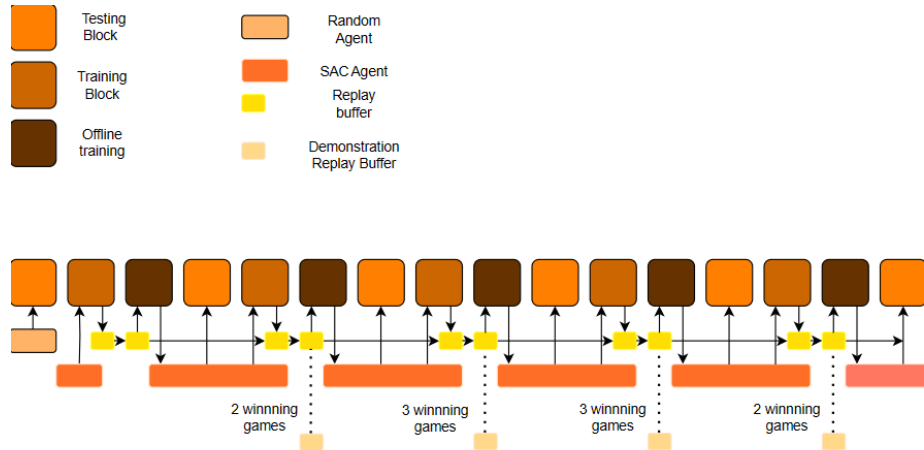 Testing
Block
Training
Block
Offline
training
Random
Agent
SAC Agent
Replay
buffer
Demonstration
Replay Buffer
2 winnning
games
3 winnning
games
3 winnning
games
2 winnning
games